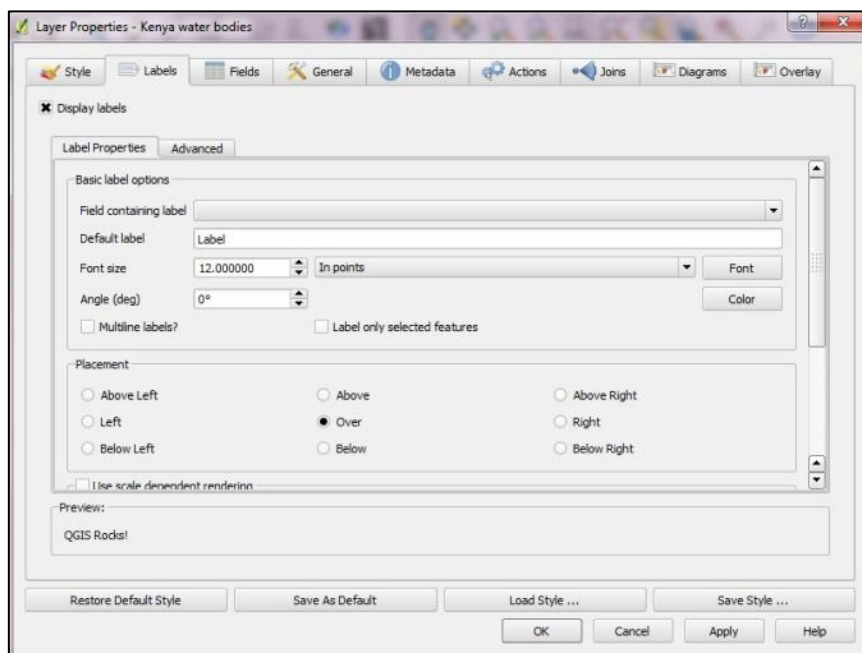 Layer Properties - Kenya water bodies
Style Labels Fields General Metadata Actions Joins Diagrams Overlay
Display labels
Label Properties Advanced
Basic label options
Field containing label
Default label Label
Font size 12.000000 In points Font
Angle (deg) 0° Color
Multiline labels? Label only selected features
Placement
Above Left Above Above Right
Left Over Right
Below Left Below Below Right
Use scale dependent rendering
Preview:
QGIS Rocks!
Restore Default Style Save As Default Load Style ... Save Style ...
OK Cancel Apply Help